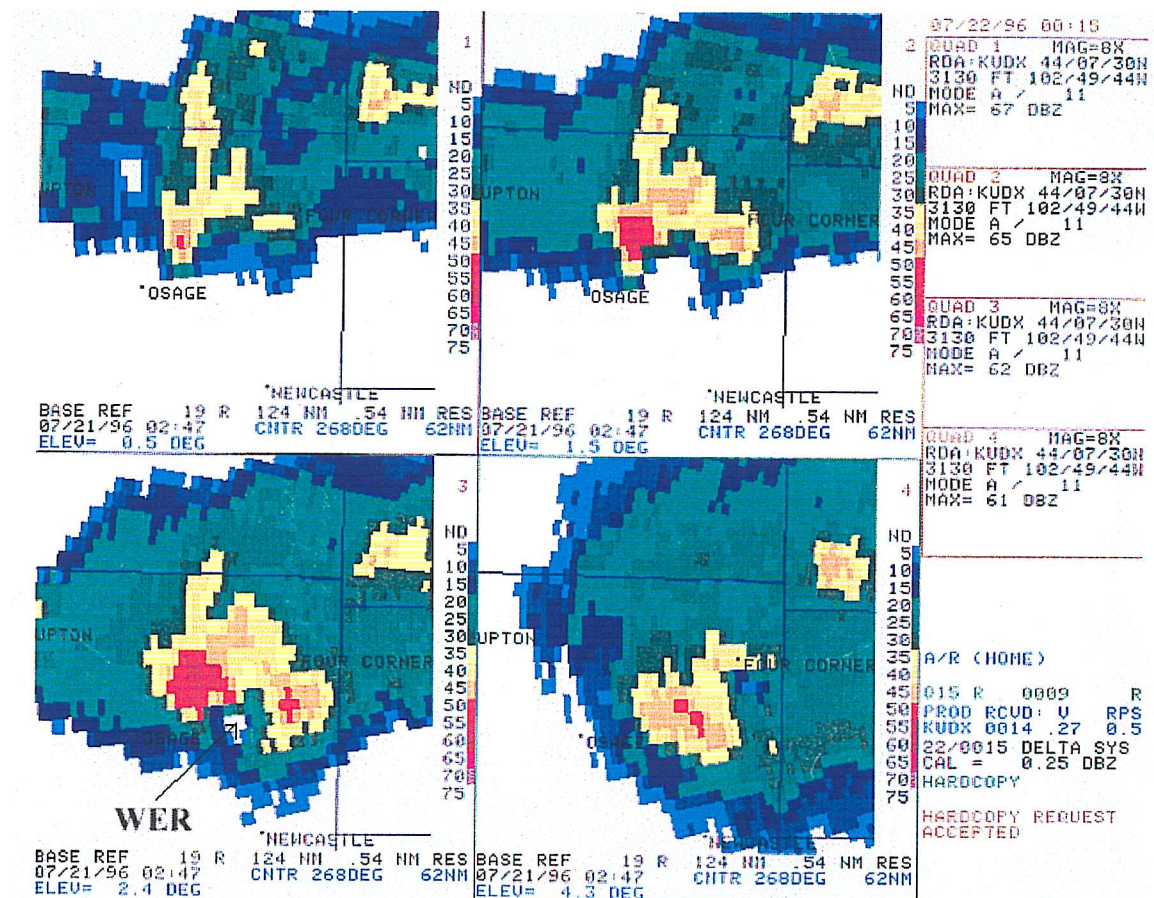 1
ND
5
10
15
20
25
30
35
40
45
50
55
60
65
70
75
UPTON
FOUR CORNER
°OSAGE
°NEWCASTLE
BASE REF 19 R 124 NM .54 NM RES
07/21/96 02:47 CNTR 268DEG 62NM
ELEV= 0.5 DEG
2
ND
5
10
15
20
25
30
35
40
45
50
55
60
65
70
75
UPTON
FOUR CORNER
°OSAGE
°NEWCASTLE
BASE REF 19 R 124 NM .54 NM RES
07/21/96 02:47 CNTR 268DEG 62NM
ELEV= 1.5 DEG
3
ND
5
10
15
20
25
30
35
40
45
50
55
60
65
70
75
UPTON
FOUR CORNER
OSAGE
WER
°NEWCASTLE
BASE REF 19 R 124 NM .54 NM RES
07/21/96 02:47 CNTR 268DEG 62NM
ELEV= 2.4 DEG
4
ND
5
10
15
20
25
30
35
40
45
50
55
60
65
70
75
UPTON
°FOUR CORNER
°OSAGE
°NEWCASTLE
BASE REF 19 R 124 NM .54 NM RES
07/21/96 02:47 CNTR 268DEG 62NM
ELEV= 4.3 DEG
07/22/96 00:15
QUAD 1 MAG=8X
RDA:KUDX 44/07/30N
3130 FT 102/49/44W
MODE A / 11
MAX= 67 DBZ
QUAD 2 MAG=8X
RDA:KUDX 44/07/30N
3130 FT 102/49/44W
MODE A / 11
MAX= 65 DBZ
QUAD 3 MAG=8X
RDA:KUDX 44/07/30N
3130 FT 102/49/44W
MODE A / 11
MAX= 62 DBZ
QUAD 4 MAG=8X
RDA:KUDX 44/07/30N
3130 FT 102/49/44W
MODE A / 11
MAX= 61 DBZ
A/R (HOME)
015 R 0009 R
PROD RCVD: V RPS
KUDX 0014 .27 0.5
22/0015 DELTA SYS
CAL = 0.25 DBZ
HARDCOPY
HARDCOPY REQUEST
ACCEPTED